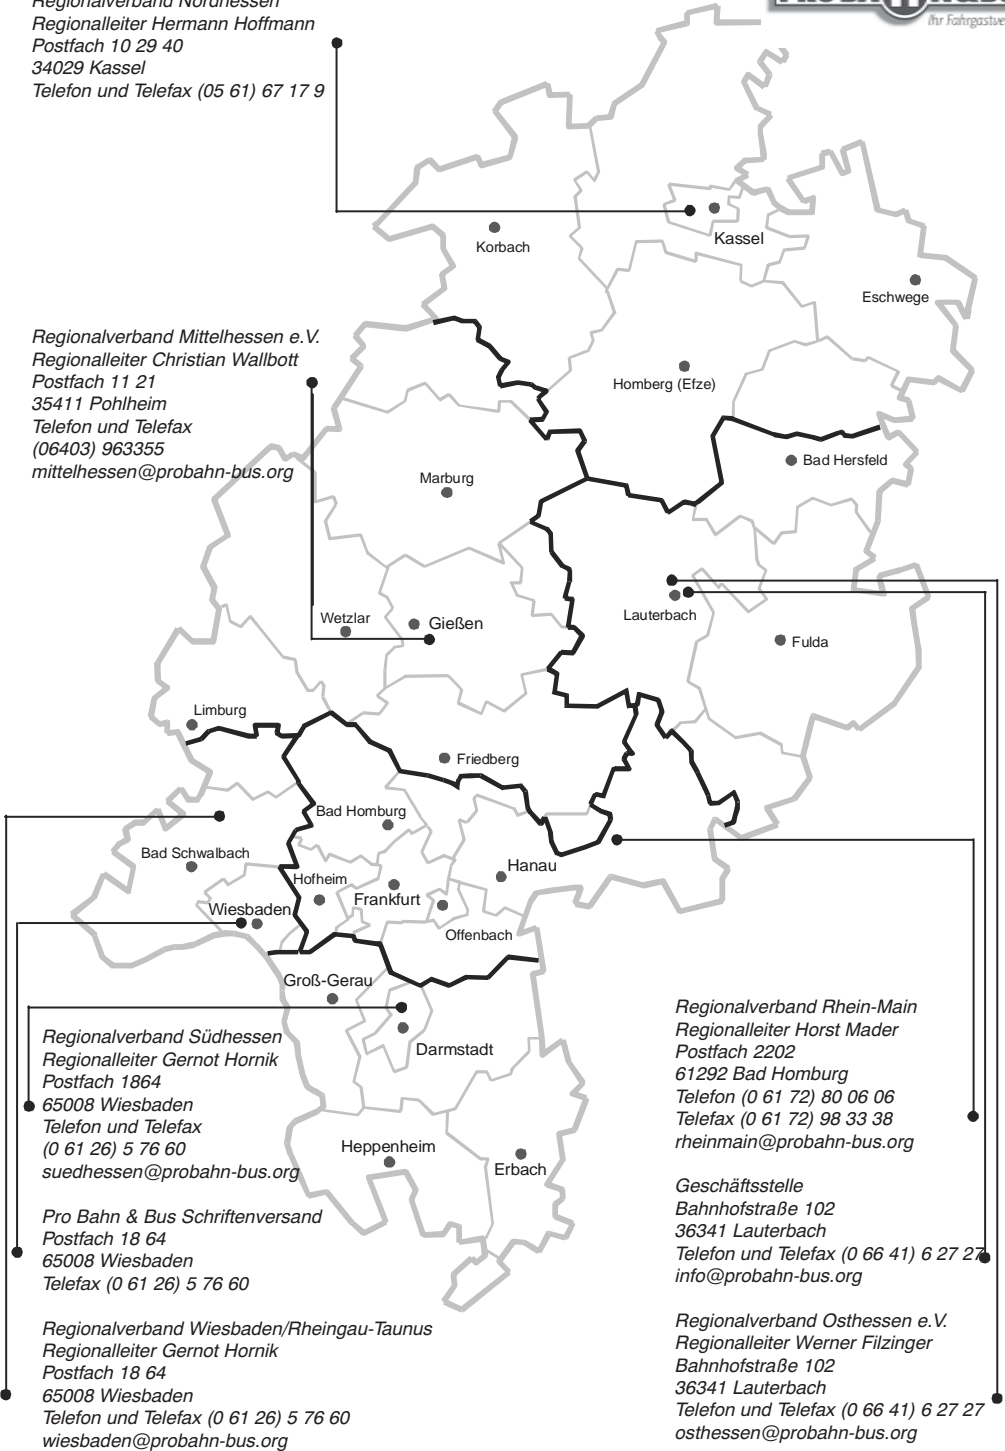 Regionalverband Nordhessen
Regionalleiter Hermann Hoffmann
Postfach 10 29 40
34029 Kassel
Telefon und Telefax (05 61) 67 17 9
Ihr Fahrgastve
Kassel
Korbach
Eschwege
Regionalverband Mittelhessen e.V.
Regionalleiter Christian Wallbott
Postfach 11 21
35411 Pohlheim
Telefon und Telefax
(06403) 963355
mittelhessen@probahn-bus.org
Homberg (Efze)
Bad Hersfeld
Marburg
Lauterbach
Wetzlar
Gießen
Fulda
Limburg
Friedberg
Bad Homburg
Bad Schwalbach
Hanau
Hofheim
Frankfurt
Wiesbaden
Offenbach
Groß-Gerau
Darmstadt
Heppenheim
Erbach
Regionalverband Südhessen
Regionalleiter Gernot Hornik
Postfach 1864
65008 Wiesbaden
Telefon und Telefax
(0 61 26) 5 76 60
suedhessen@probahn-bus.org
Pro Bahn & Bus Schriftenversand
Postfach 18 64
65008 Wiesbaden
Telefax (0 61 26) 5 76 60
Regionalverband Wiesbaden/Rheingau-Taunus
Regionalleiter Gernot Hornik
Postfach 18 64
65008 Wiesbaden
Telefon und Telefax (0 61 26) 5 76 60
wiesbaden@probahn-bus.org
Regionalverband Rhein-Main
Regionalleiter Horst Mader
Postfach 2202
61292 Bad Homburg
Telefon (0 61 72) 80 06 06
Telefax (0 61 72) 98 33 38
rheinmain@probahn-bus.org
Geschäftsstelle
Bahnhofstraße 102
36341 Lauterbach
Telefon und Telefax (0 66 41) 6 27 27
info@probahn-bus.org
Regionalverband Osthessen e.V.
Regionalleiter Werner Filzinger
Bahnhofstraße 102
36341 Lauterbach
Telefon und Telefax (0 66 41) 6 27 27
osthessen@probahn-bus.org